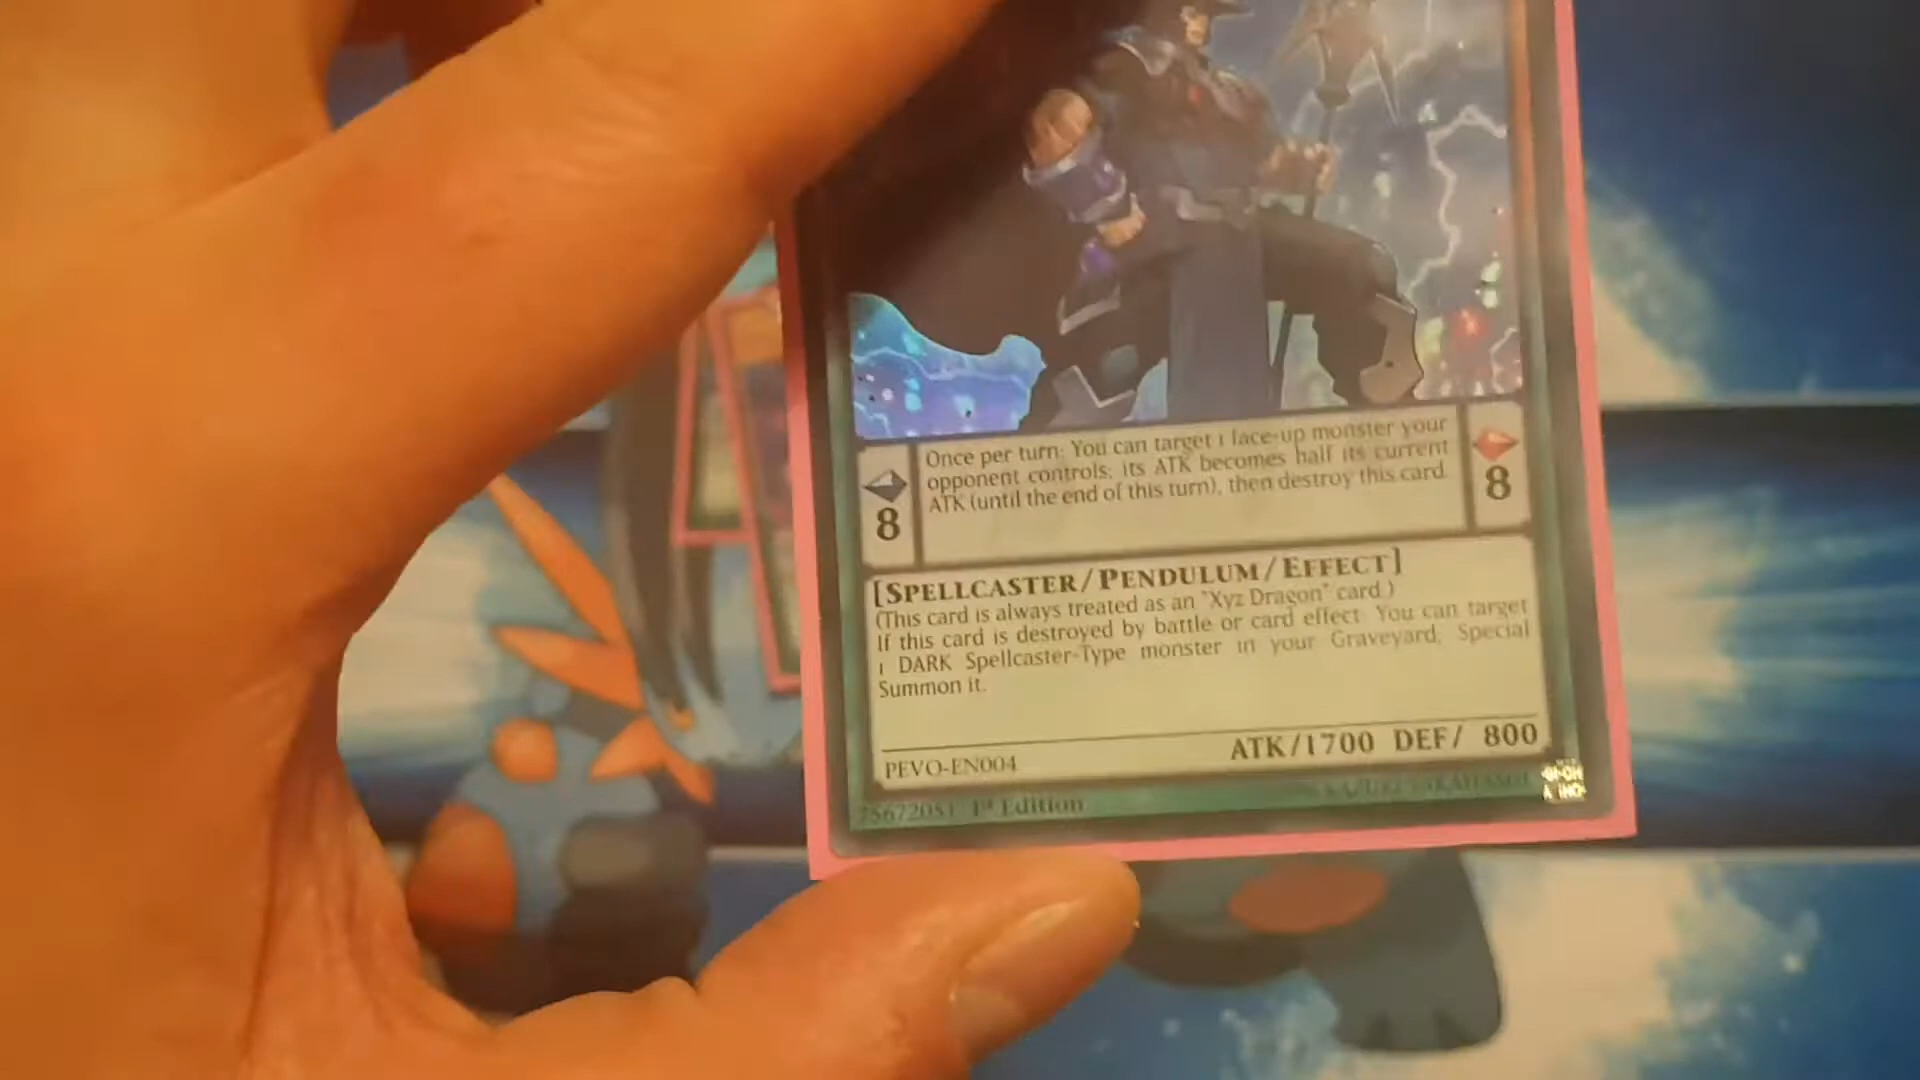 Once per turn: You can target 1 face-up monster your
opponent controls; its ATK becomes half its current
ATK (until the end of this turn), then destroy this card.
8
8
[SPELLCASTER/PENDULUM/EFFECT]
(This card is always treated as an "Xyz Dragon" card.)
If this card is destroyed by battle or card effect: You can target
1 DARK Spellcaster-Type monster in your Graveyard; Special
Summon it.
ATK/1700 DEF/ 800
PEVO-EN004
75672051 1st Edition